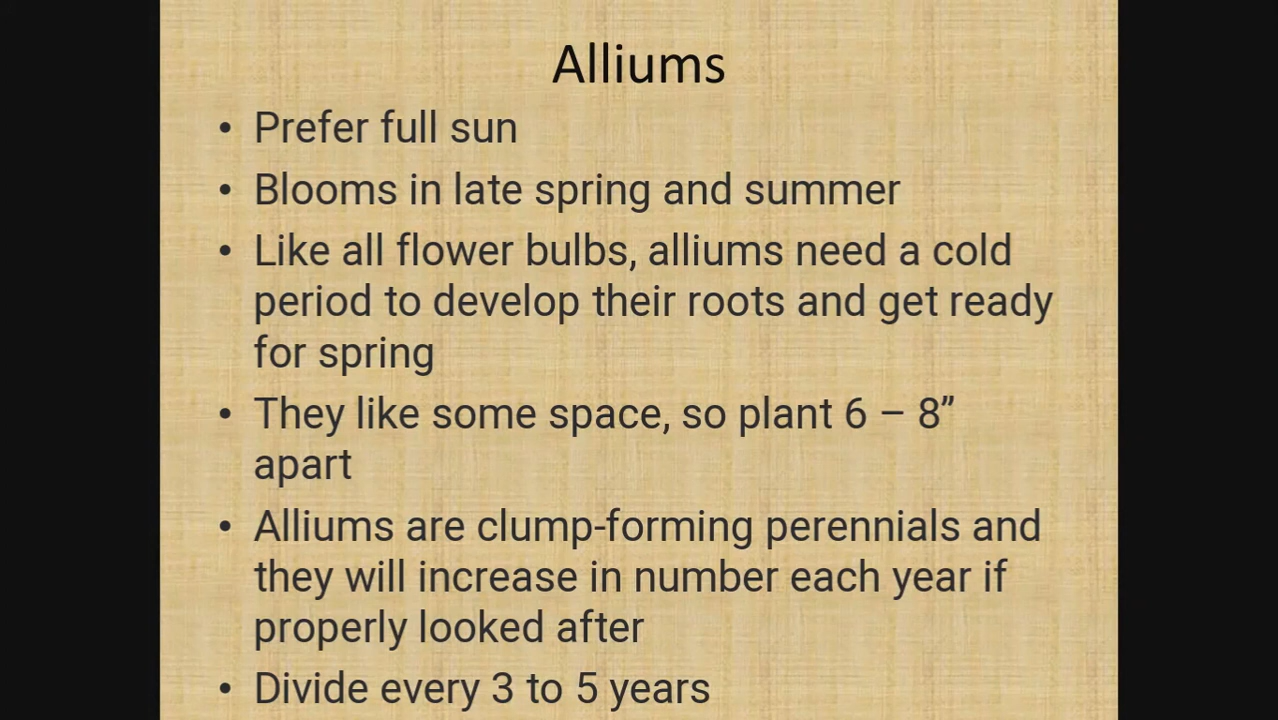 Alliums
• Prefer full sun
• Blooms in late spring and summer
• Like all flower bulbs, alliums need a cold
period to develop their roots and get ready
for spring
• They like some space, so plant 6 – 8”
apart
• Alliums are clump-forming perennials and
they will increase in number each year if
properly looked after
• Divide every 3 to 5 years